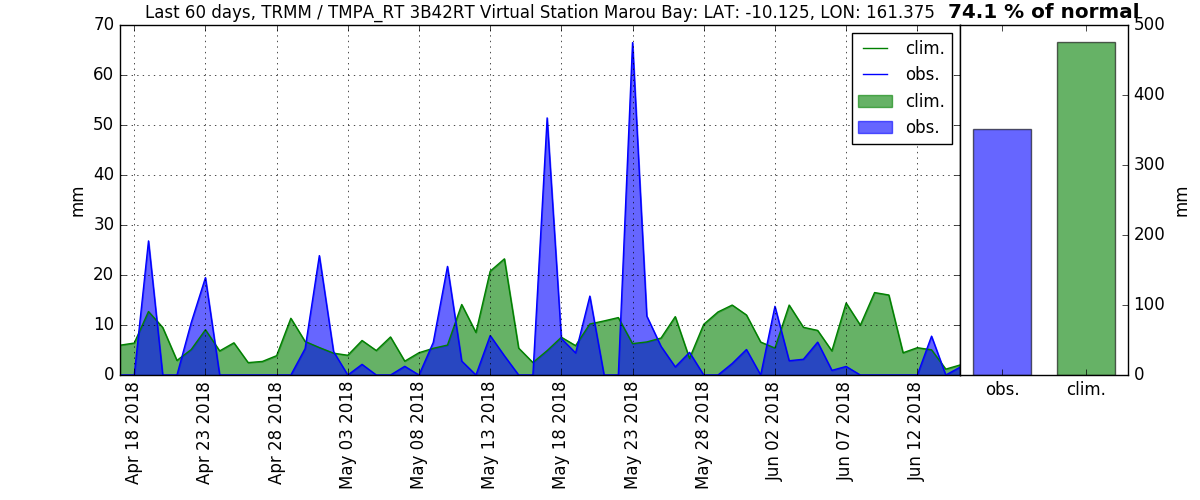 Last 60 days, TRMM / TMPA_RT 3B42RT Virtual Station Marou Bay: LAT: -10.125, LON: 161.375
74.1 % of normal
70
60
50
40
30
20
10
0
mm
clim.
obs.
clim.
obs.
Apr 18 2018
Apr 23 2018
Apr 28 2018
May 03 2018
May 08 2018
May 13 2018
May 18 2018
May 23 2018
May 28 2018
Jun 02 2018
Jun 07 2018
Jun 12 2018
500
400
300
200
100
0
mm
obs.
clim.